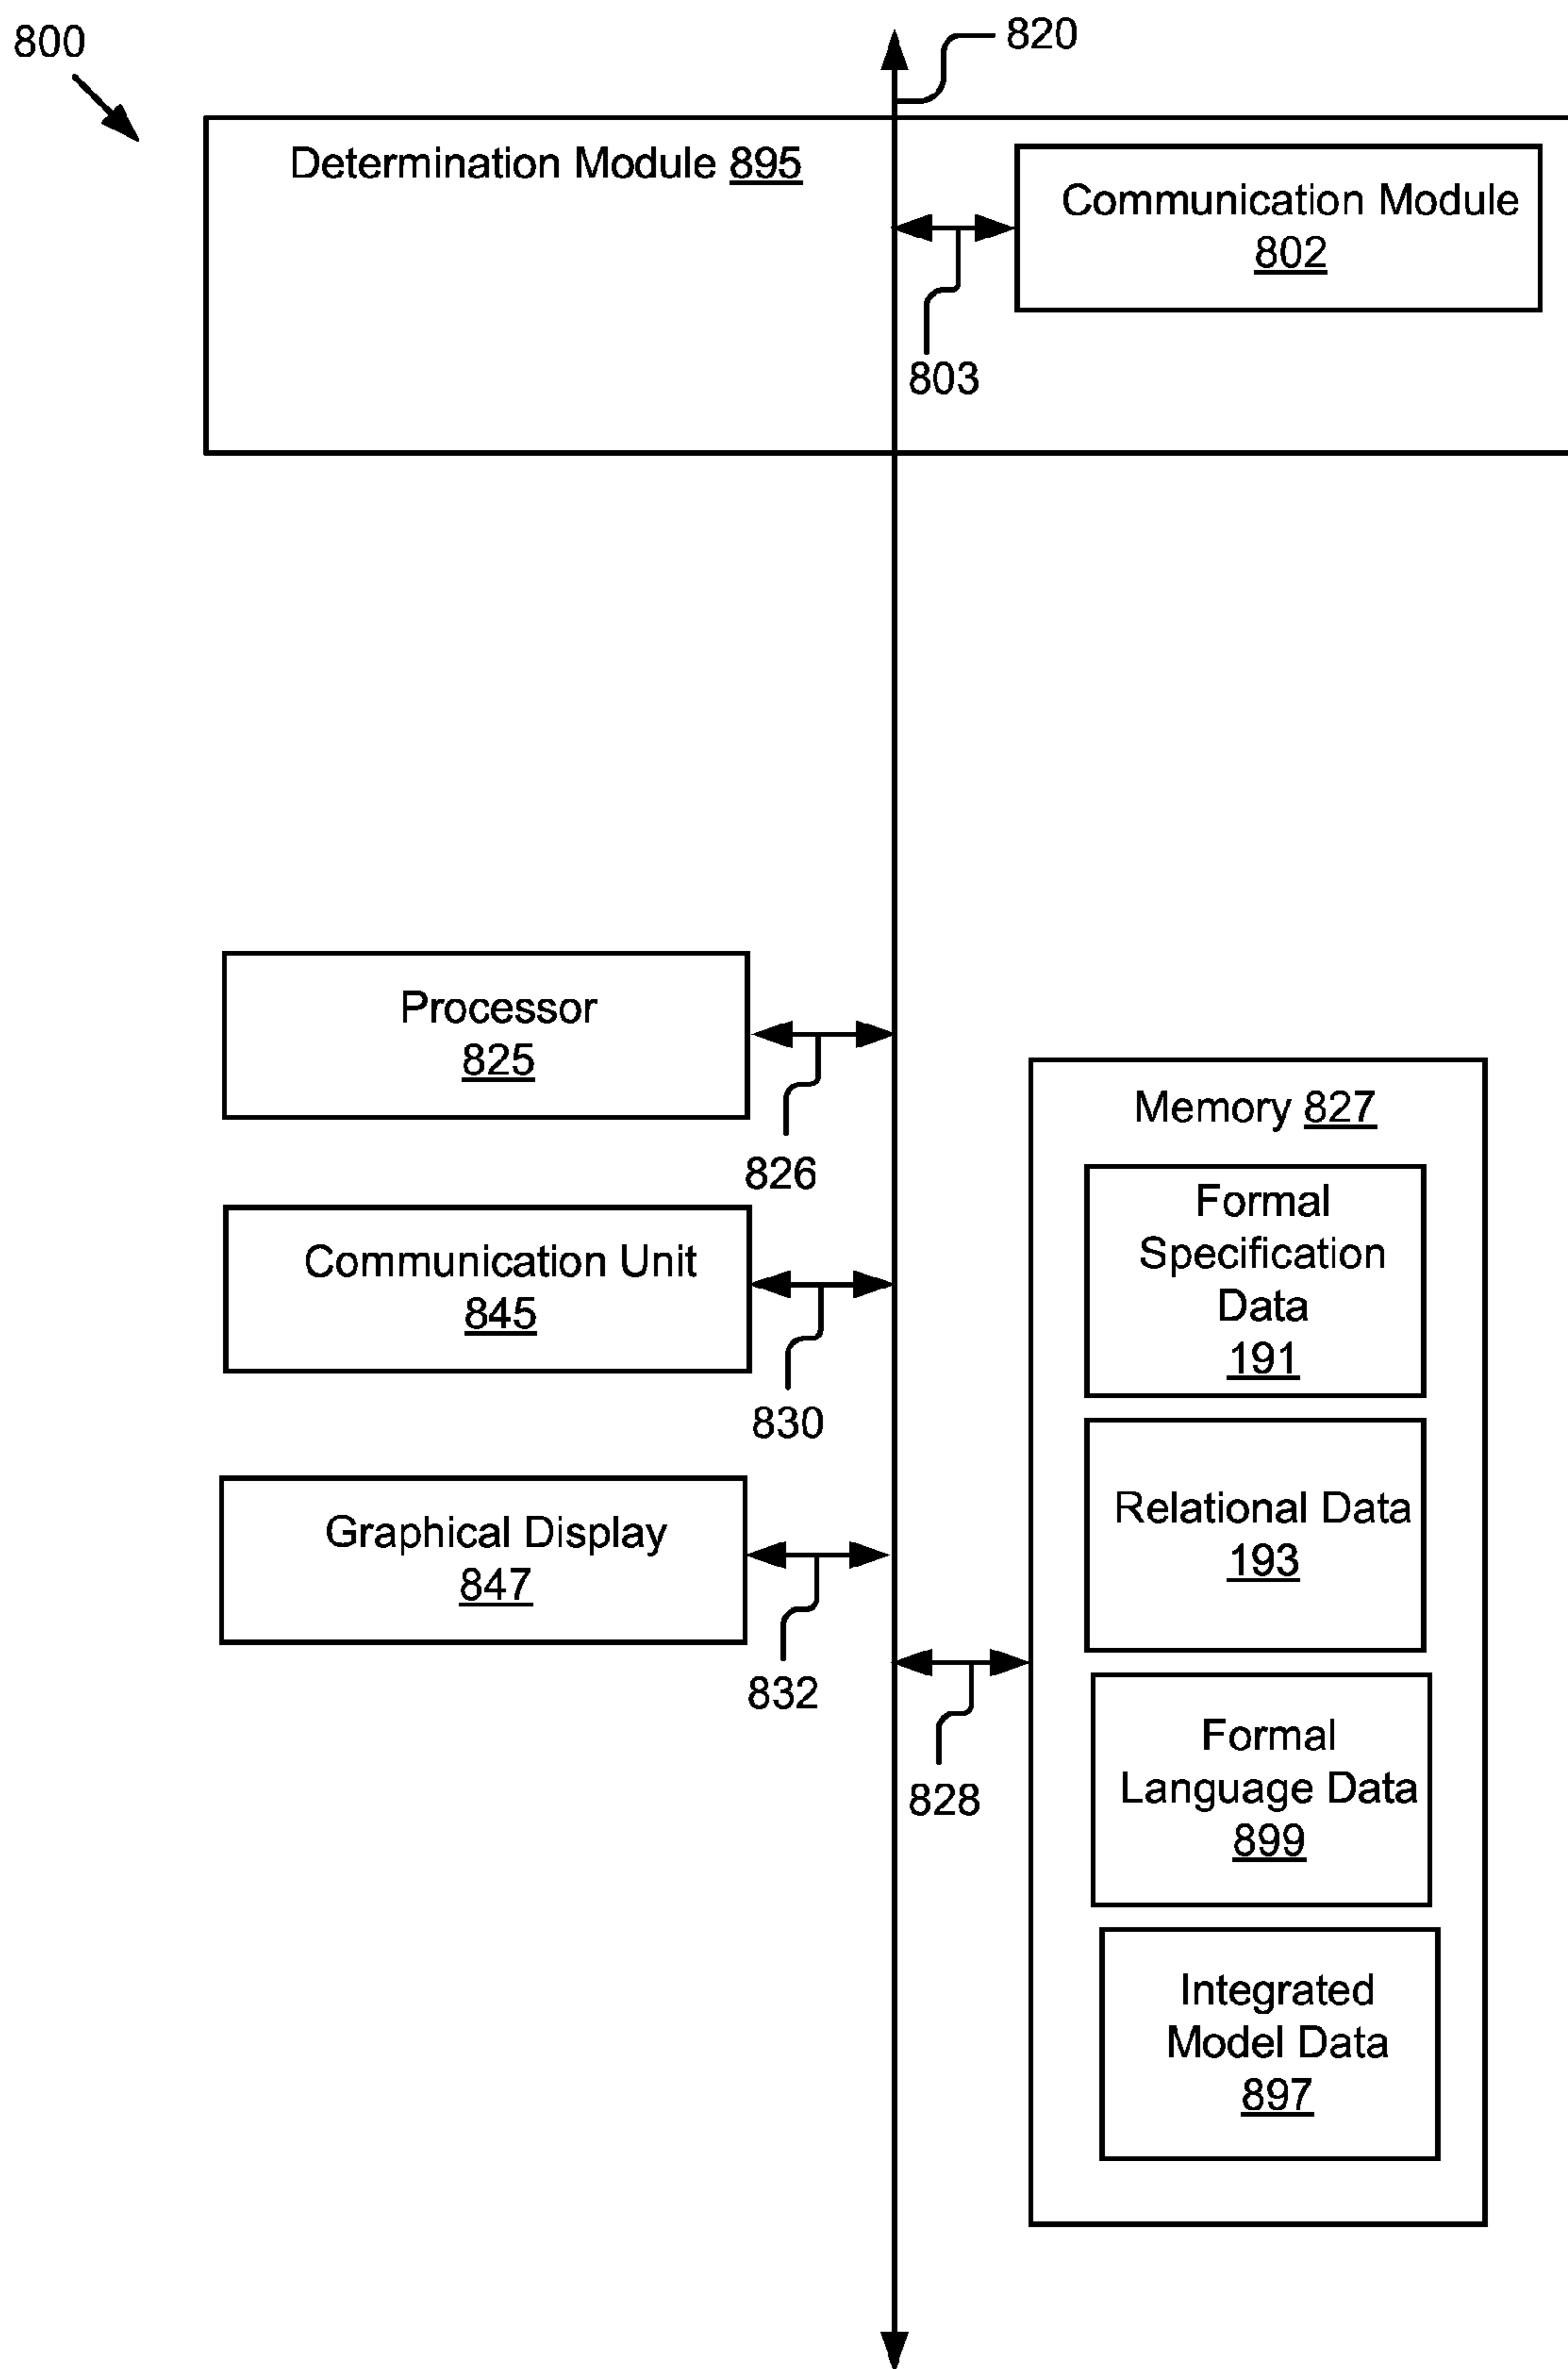 800
820
Determination Module 895
Communication Module
802
803
Processor
825
826
Memory 827
Formal
Specification
Data
191
Communication Unit
845
830
Relational Data
193
Graphical Display
847
832
828
Formal
Language Data
899
Integrated
Model Data
897